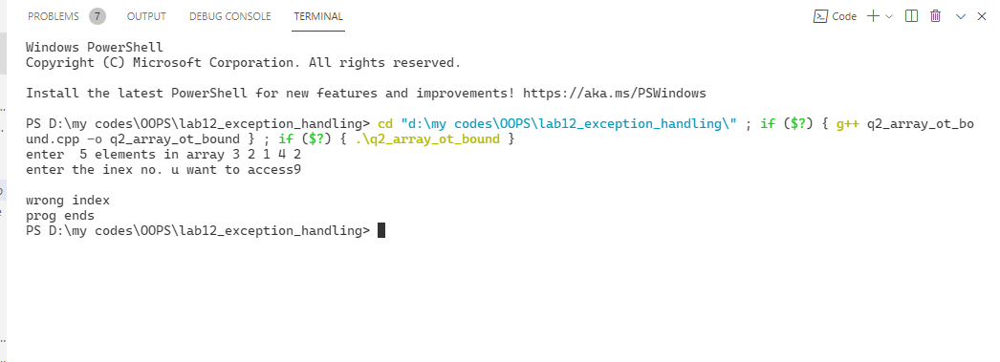 PROBLEMS 7 OUTPUT DEBUG CONSOLE TERMINAL Code
Windows PowerShell
Copyright (C) Microsoft Corporation. All rights reserved.
Install the latest PowerShell for new features and improvements! https://aka.ms/PSWindows
PS D:\my codes\OOPS\lab12_exception_handling> cd "d:\my codes\OOPS\lab12_exception_handling\" ; if ($?) { g++ q2_array_ot_bo
und.cpp -o q2_array_ot_bound } ; if ($?) { .\q2_array_ot_bound }
enter  5 elements in array 3 2 1 4 2
enter the inex no. u want to access9
wrong index
prog ends
PS D:\my codes\OOPS\lab12_exception_handling>